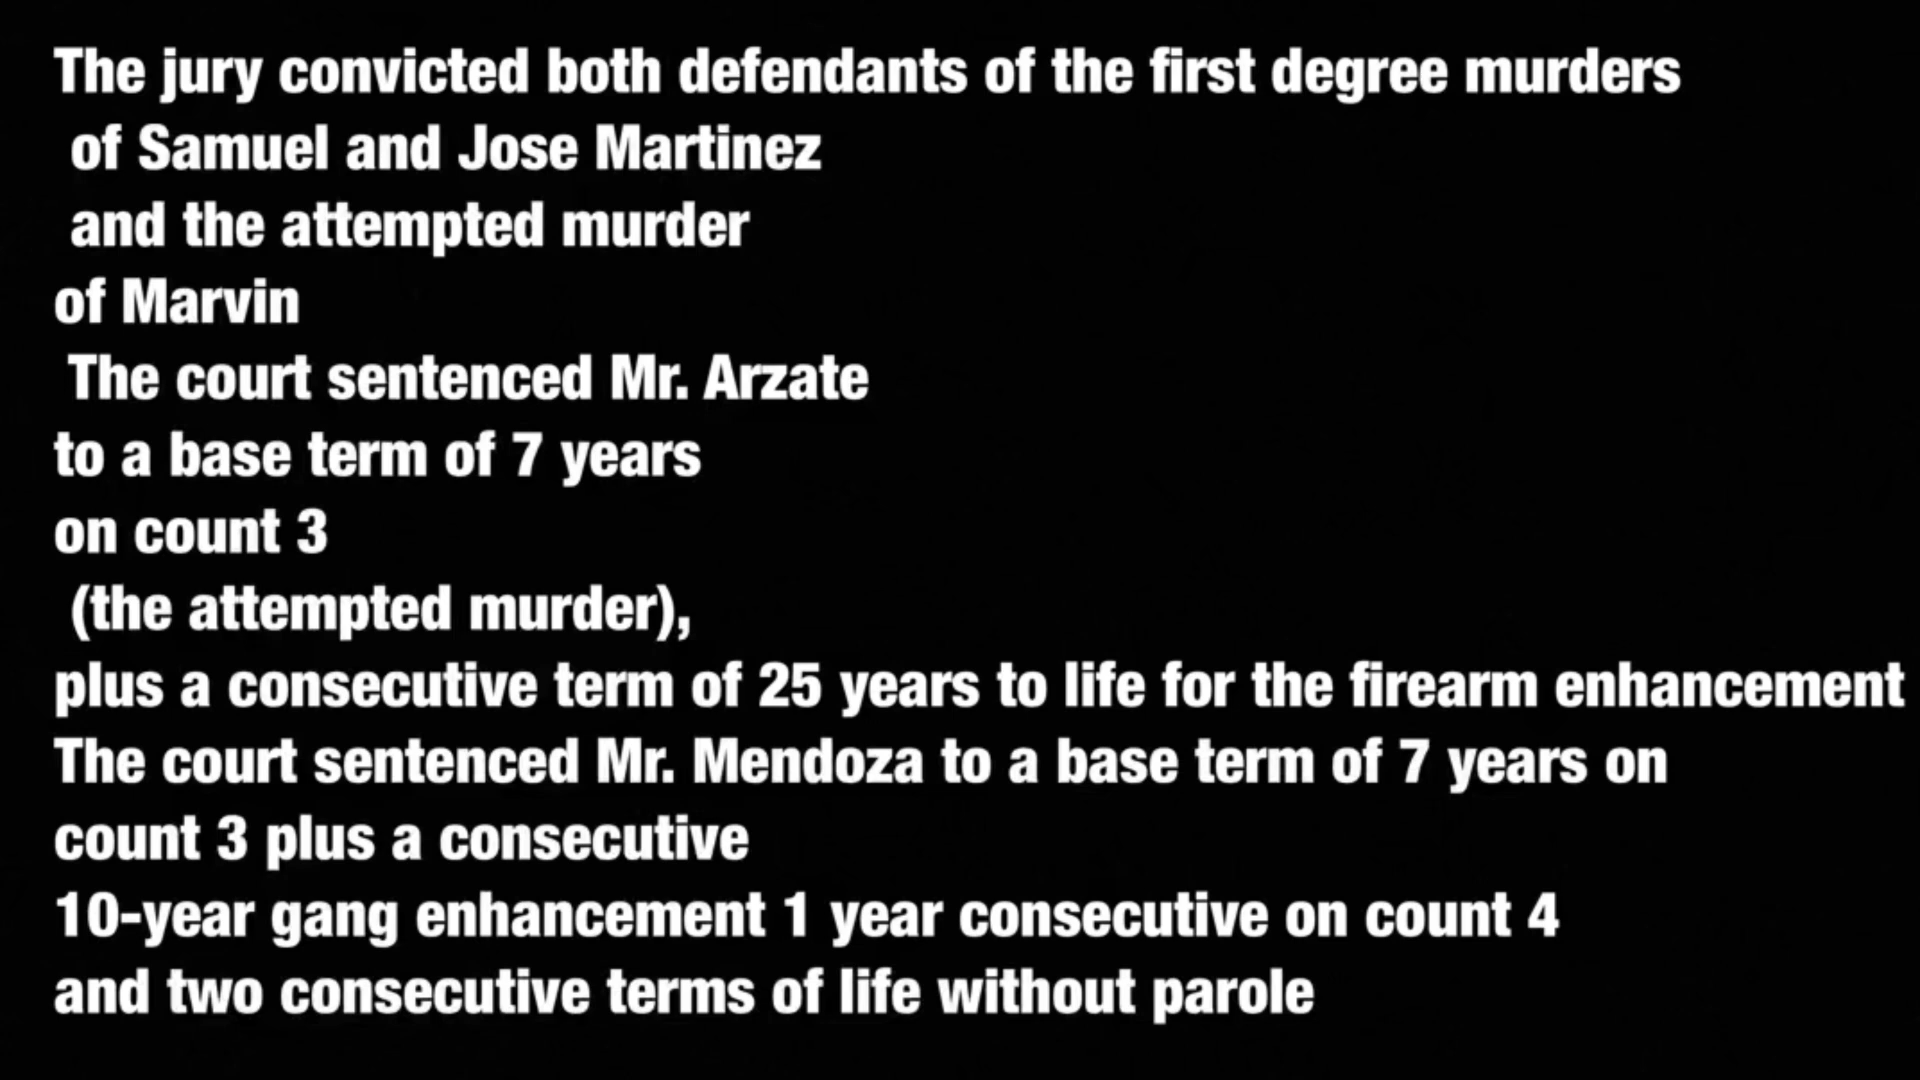 The jury convicted both defendants of the first degree murders
of Samuel and Jose Martinez
and the attempted murder
of Marvin
The court sentenced Mr. Arzate
to a base term of 7 years
on count 3
(the attempted murder),
plus a consecutive term of 25 years to life for the firearm enhancement
The court sentenced Mr. Mendoza to a base term of 7 years on
count 3 plus a consecutive
10-year gang enhancement 1 year consecutive on count 4
and two consecutive terms of life without parole